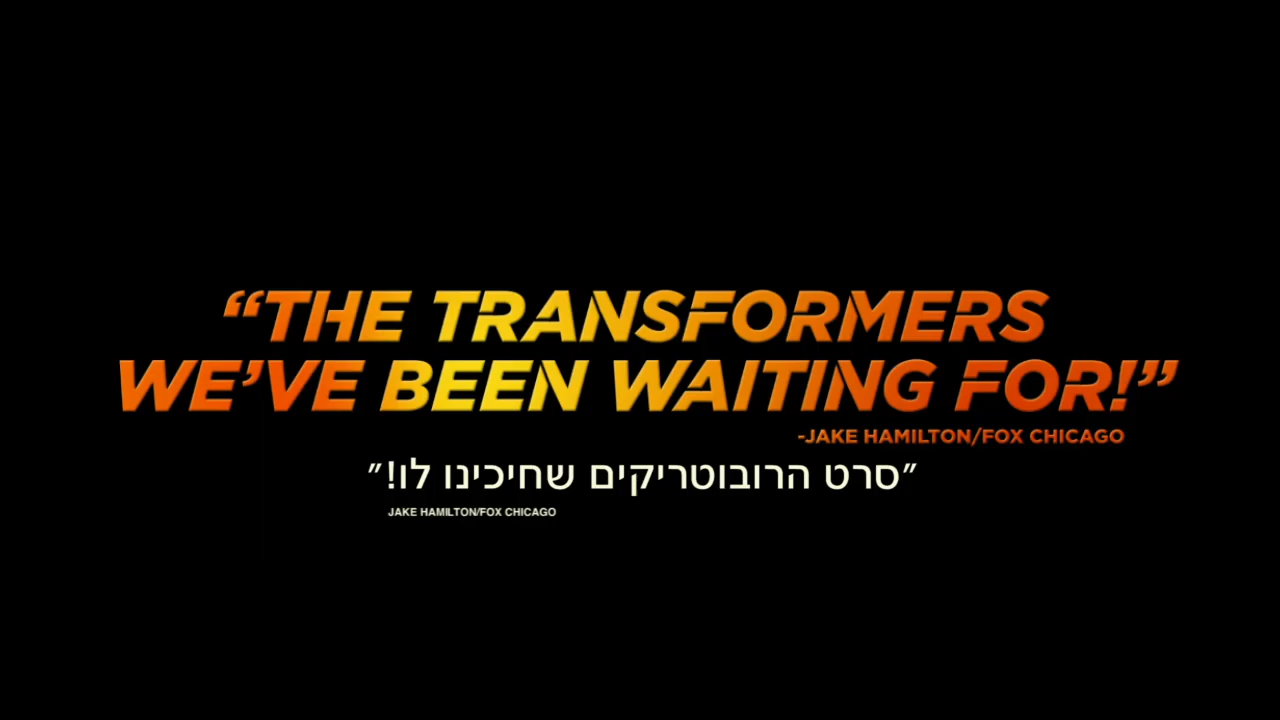 “THE TRANSFORMERS
WE’VE BEEN WAITING FOR!”
-JAKE HAMILTON/FOX CHICAGO
״סרט הרובוטריקים שחיכינו לו!״
JAKE HAMILTON/FOX CHICAGO